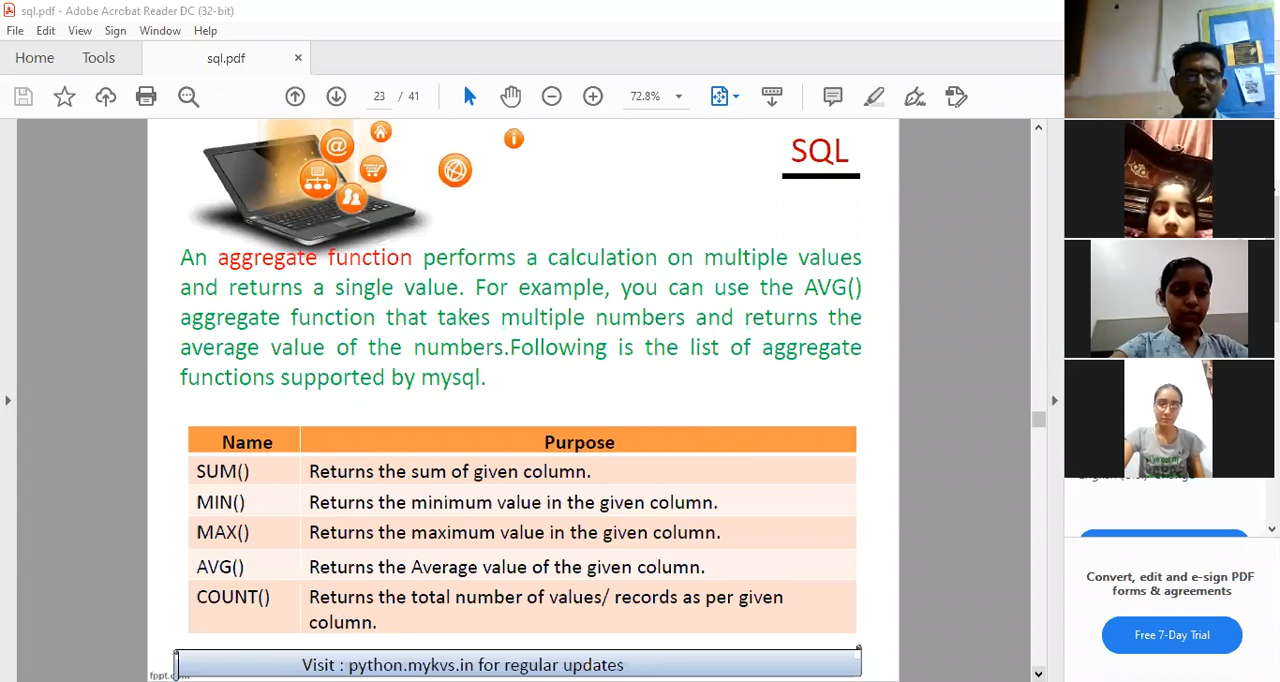 sql.pdf - Adobe Acrobat Reader DC (32-bit)
File Edit View Sign Window Help
Home Tools sql.pdf ×
23 / 41 72.8%
SQL
An aggregate function performs a calculation on multiple values
and returns a single value. For example, you can use the AVG()
aggregate function that takes multiple numbers and returns the
average value of the numbers.Following is the list of aggregate
functions supported by mysql.
Name Purpose
SUM() Returns the sum of given column.
MIN() Returns the minimum value in the given column.
MAX() Returns the maximum value in the given column.
AVG() Returns the Average value of the given column.
COUNT() Returns the total number of values/ records as per given
column.
Visit : python.mykvs.in for regular updates
Convert, edit and e-sign PDF
forms & agreements
Free 7-Day Trial